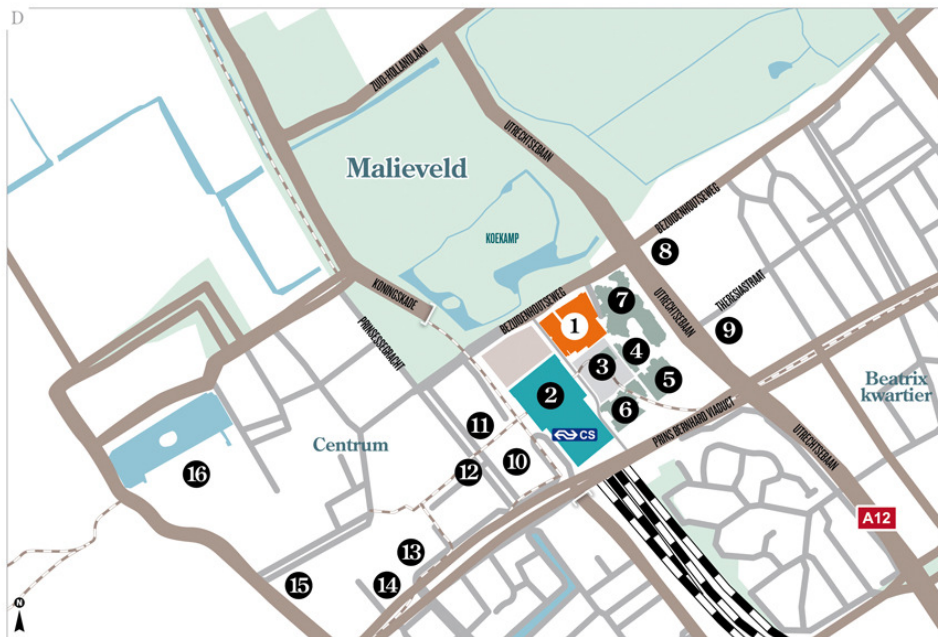 D
ZUID-HOLLANDLAAN
UTRECHTSEBAAN
Malieveld
BEZUIDENHOUTSEWEG
KOEKAMP
8
KONINGSKADE
BEZUIDENHOUTSEWEG
7
UTRECHTSEBAAN
THERESIASTRAAT
1
9
PRINSESSEGRACHT
4
3
5
2
6
Beatrix
kwartier
PRINS BERNHARD VIADUCT
11
CS
Centrum
UTRECHTSEBAAN
10
12
16
A12
13
15
14
N